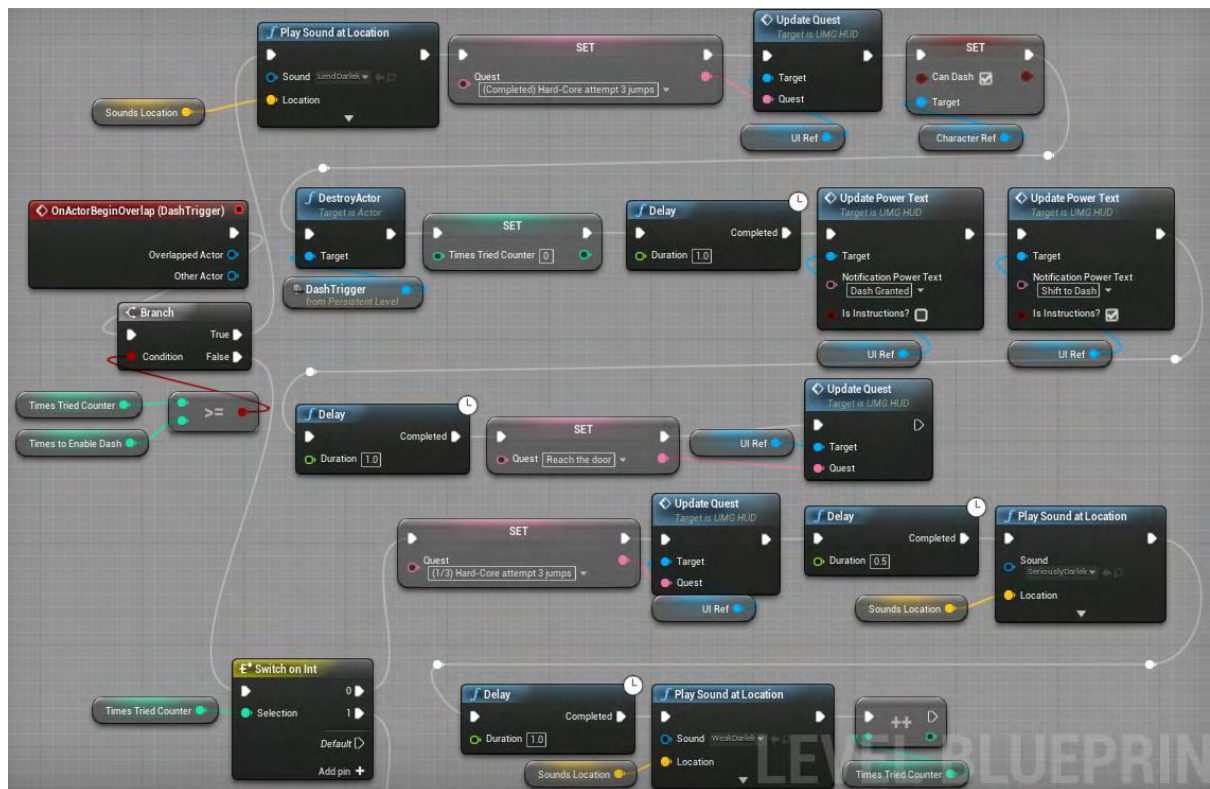 Play Sound at Location
Sound LendDarlek
Location
Sounds Location
SET
Quest
(Completed) Hard-Core attempt 3 jumps
Update Quest
Target is UMG HUD
Target
Quest
UI Ref
SET
Can Dash
Target
Character Ref
OnActorBeginOverlap (DashTrigger)
Overlapped Actor
Other Actor
DestroyActor
Target is Actor
Target
DashTrigger
from Persistent Level
SET
Times Tried Counter 0
Delay
Completed
Duration 1.0
Update Power Text
Target is UMG HUD
Target
Notification Power Text
Dash Granted
Is Instructions?
UI Ref
Update Power Text
Target is UMG HUD
Target
Notification Power Text
Shift to Dash
Is Instructions?
UI Ref
Branch
True
Condition False
Times Tried Counter
>=
Times to Enable Dash
Delay
Completed
Duration 1.0
SET
Quest Reach the door
UI Ref
Update Quest
Target is UMG HUD
Target
Quest
SET
Quest
(1/3) Hard-Core attempt 3 jumps
Update Quest
Target is UMG HUD
Target
Quest
UI Ref
Delay
Completed
Duration 0.5
Play Sound at Location
Sound
SeriouslyDarlek
Location
Sounds Location
Switch on Int
0
Selection 1
Default
Add pin +
Times Tried Counter
Delay
Completed
Duration 1.0
Play Sound at Location
Sound WeakDarlek
Location
Sounds Location
++
Times Tried Counter
LEVEL BLUEPRIN